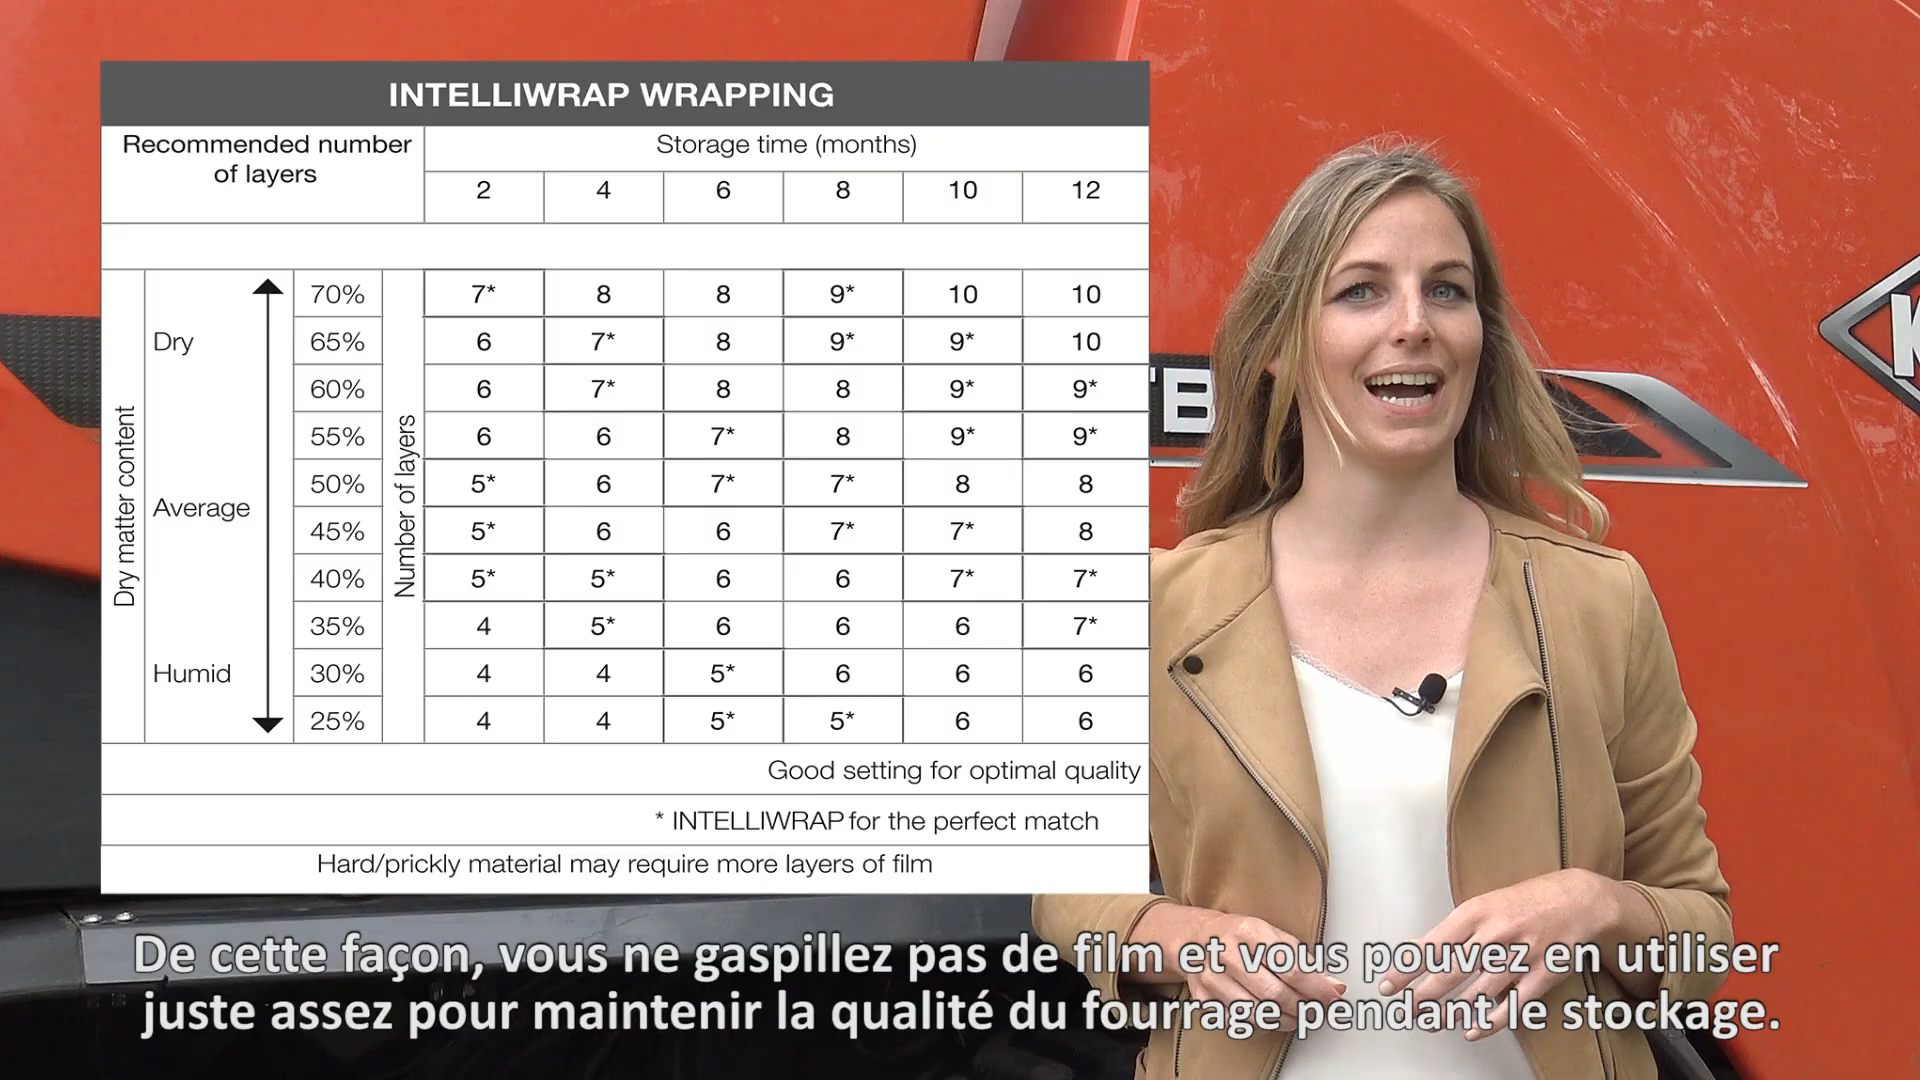 INTELLIWRAP WRAPPING
Recommended number
of layers
Storage time (months)
2 4 6 8 10 12
Dry matter content
Dry
Average
Humid
Number of layers
70% 7* 8 8 9* 10 10
65% 6 7* 8 9* 9* 10
60% 6 7* 8 8 9* 9*
55% 6 6 7* 8 9* 9*
50% 5* 6 7* 7* 8 8
45% 5* 6 6 7* 7* 8
40% 5* 5* 6 6 7* 7*
35% 4 5* 6 6 6 7*
30% 4 4 5* 6 6 6
25% 4 4 5* 5* 6 6
Good setting for optimal quality
* INTELLIWRAP for the perfect match
Hard/prickly material may require more layers of film
De cette façon, vous ne gaspillez pas de film et vous pouvez en utiliser
juste assez pour maintenir la qualité du fourrage pendant le stockage.